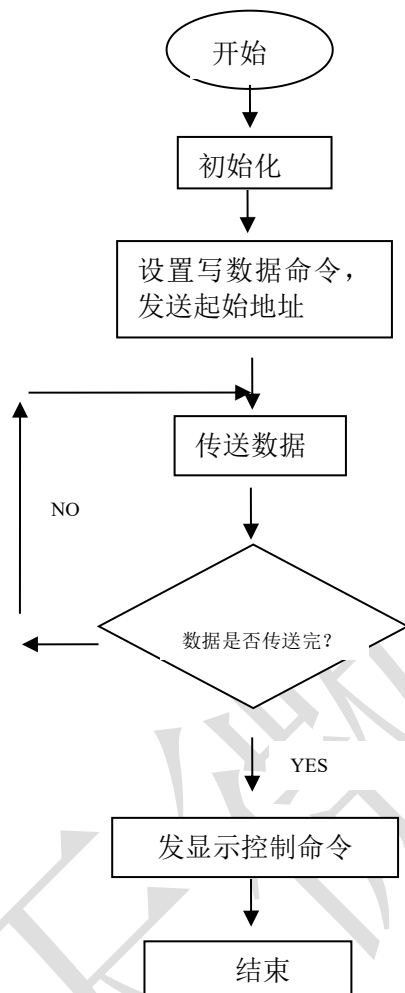 开始
初始化
设置写数据命令，
发送起始地址
传送数据
NO
数据是否传送完？
YES
发显示控制命令
结束